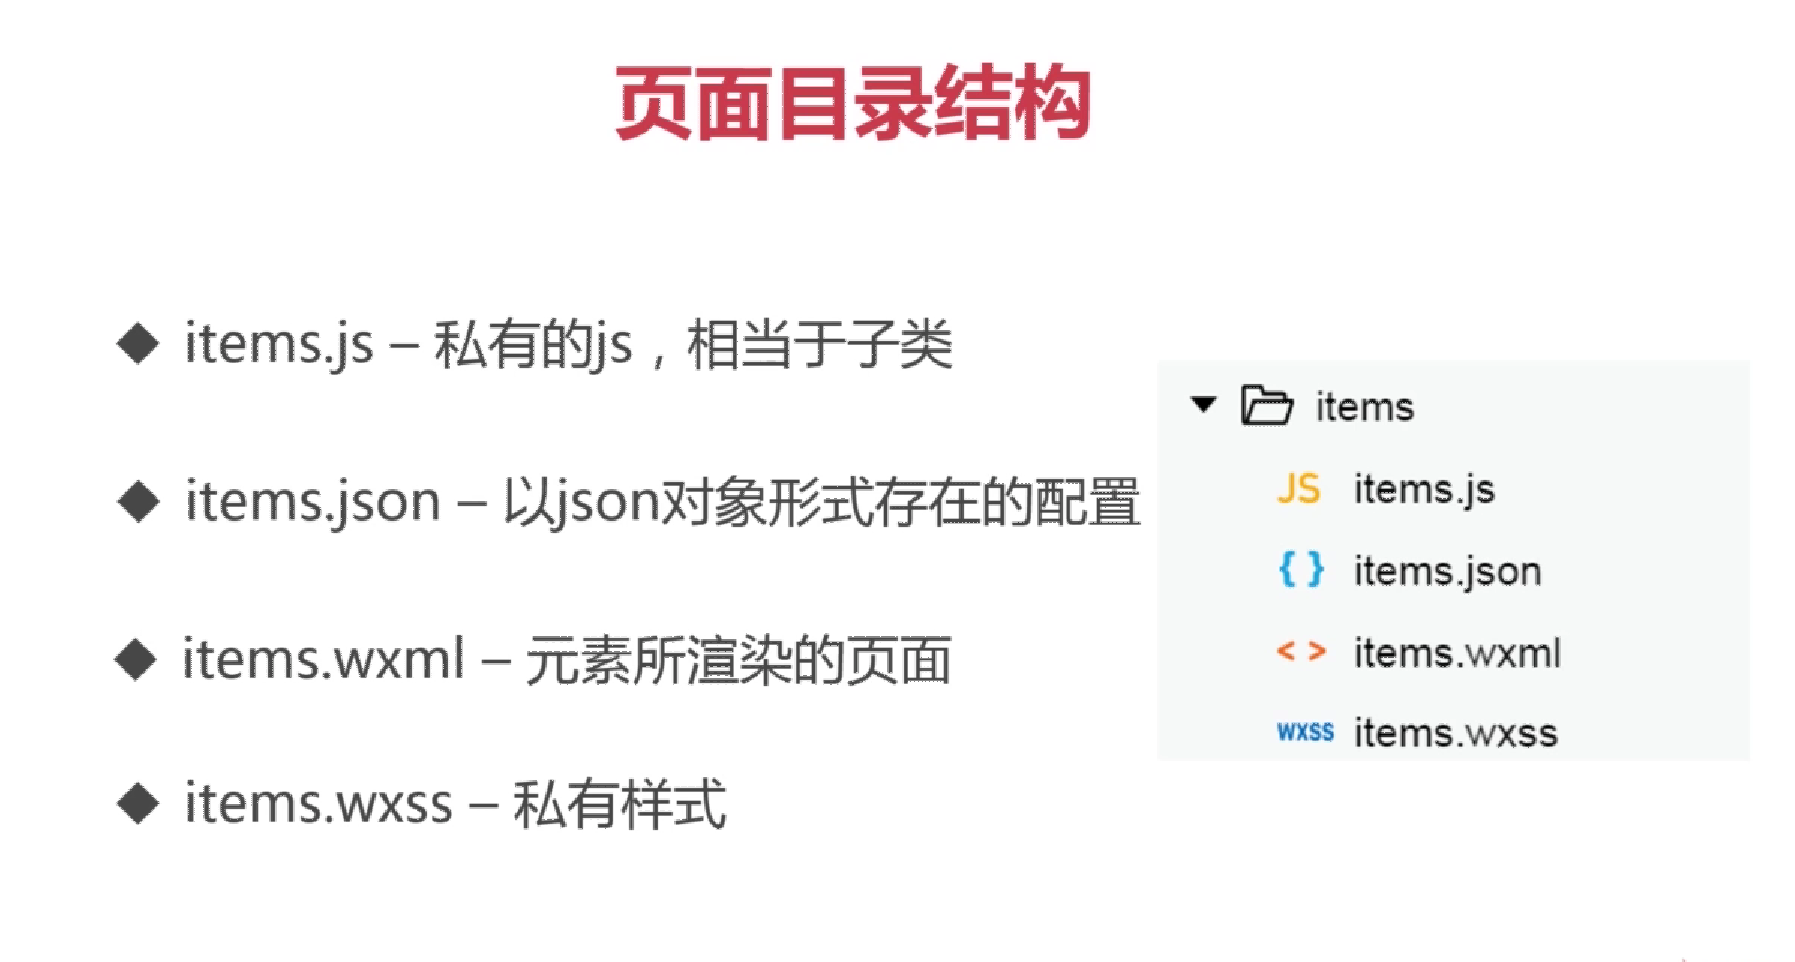 页面目录结构
◆ items.js – 私有的js，相当于子类
◆ items.json – 以json对象形式存在的配置
◆ items.wxml – 元素所渲染的页面
◆ items.wxss – 私有样式
items
JS items.js
{ } items.json
< > items.wxml
wxss items.wxss